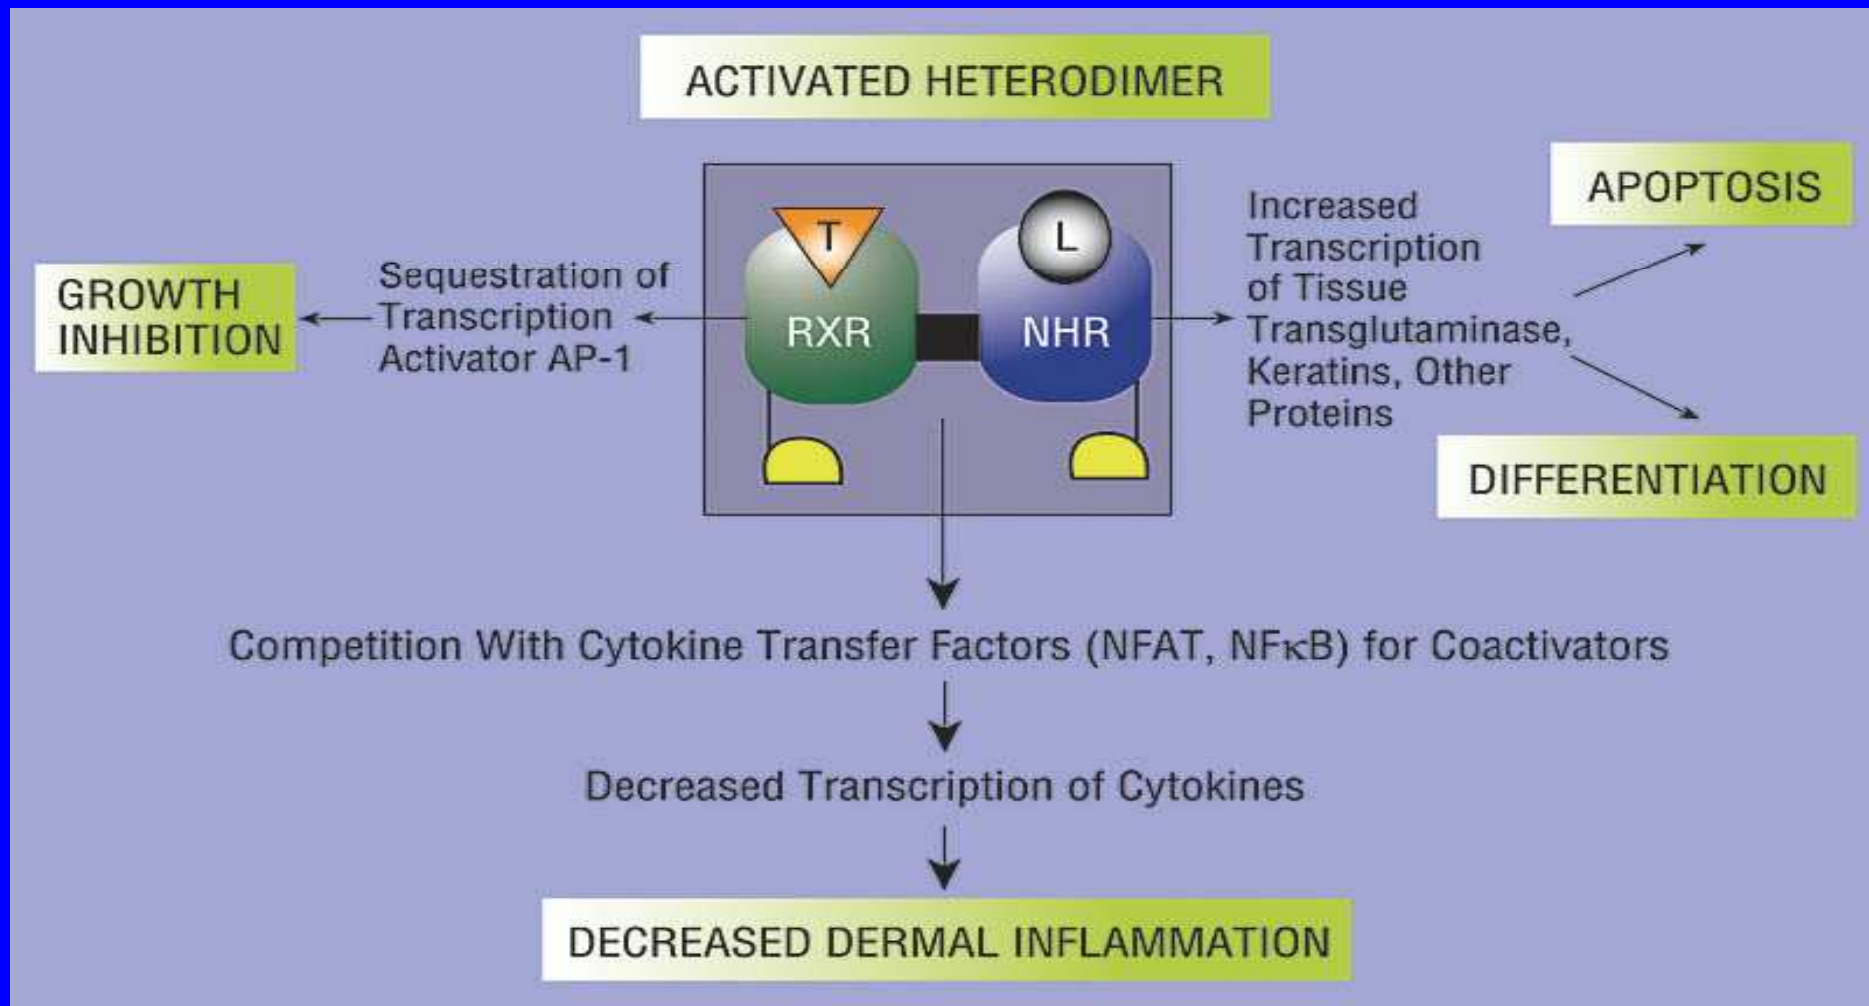 ACTIVATED HETERODIMER
GROWTH
INHIBITION
Sequestration of
Transcription
Activator AP-1
T
RXR
L
NHR
Increased
Transcription
of Tissue
Transglutaminase,
Keratins, Other
Proteins
APOPTOSIS
DIFFERENTIATION
Competition With Cytokine Transfer Factors (NFAT, NFκB) for Coactivators
Decreased Transcription of Cytokines
DECREASED DERMAL INFLAMMATION